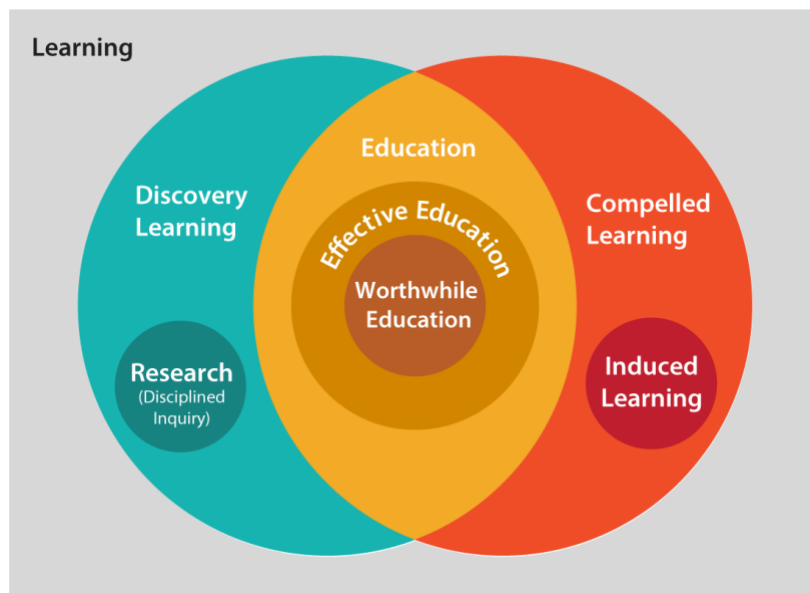 Learning
Education
Discovery
Learning
Compelled
Learning
Effective Education
Worthwhile
Education
Research
(Disciplined
Inquiry)
Induced
Learning